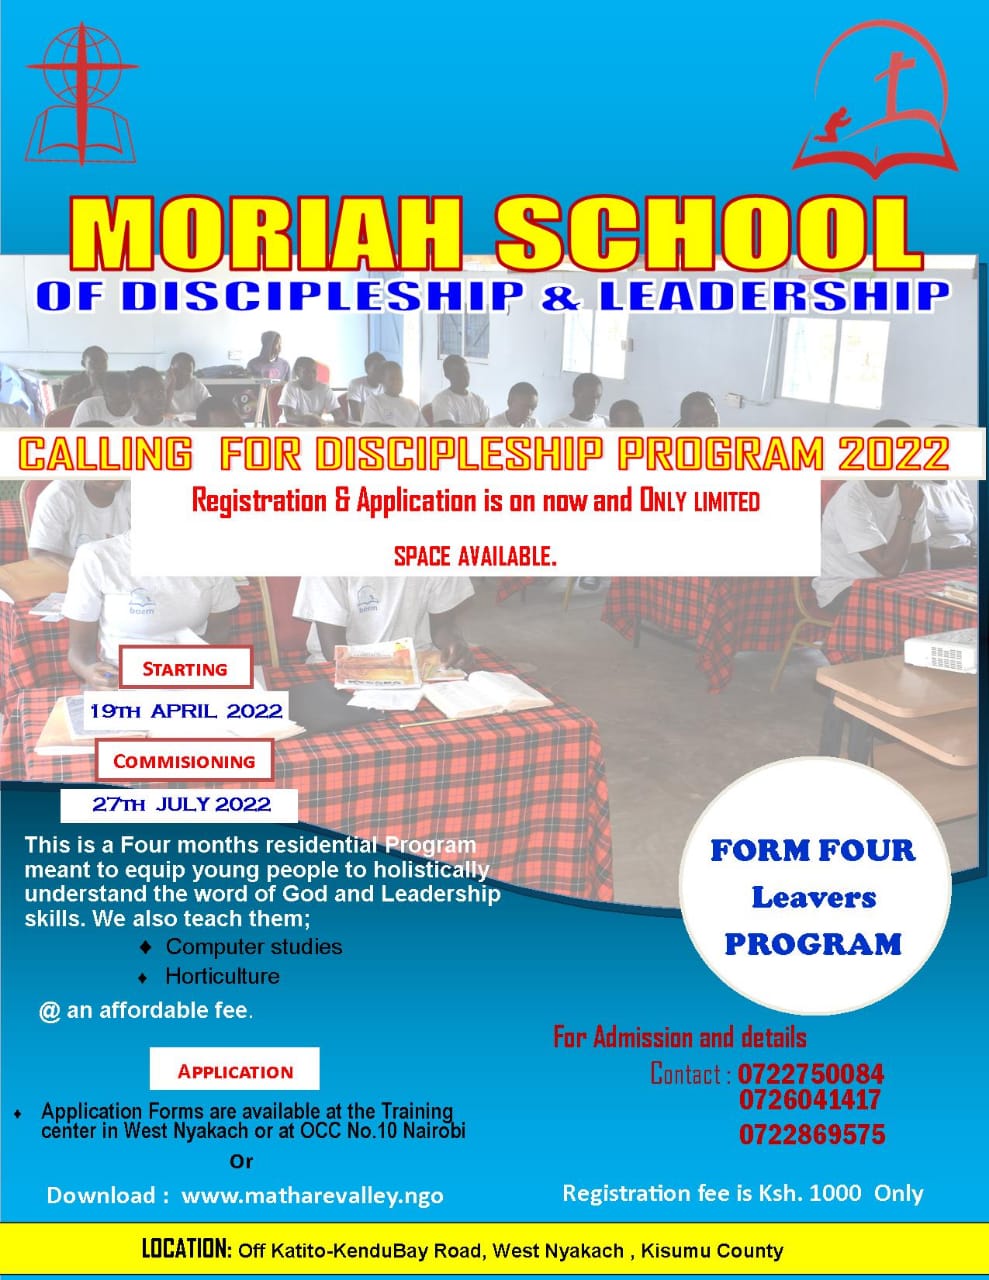 MORIAH SCHOOL
OF DISCIPLESHIP & LEADERSHIP
CALLING FOR DISCIPLESHIP PROGRAM 2022
Registration & Application is on now and ONLY LIMITED
SPACE AVAILABLE.
baem
baem
STARTING
19TH APRIL 2022
COMMISIONING
27TH JULY 2022
This is a Four months residential Program
meant to equip young people to holistically
understand the word of God and Leadership
skills. We also teach them;
♦ Computer studies
♦ Horticulture
@ an affordable fee.
FORM FOUR
Leavers
PROGRAM
APPLICATION
♦ Application Forms are available at the Training
center in West Nyakach or at OCC No.10 Nairobi
Or
Download : www.matharevalley.ngo
For Admission and details
Contact : 0722750084
0726041417
0722869575
Registration fee is Ksh. 1000 Only
LOCATION: Off Katito-KenduBay Road, West Nyakach , Kisumu County